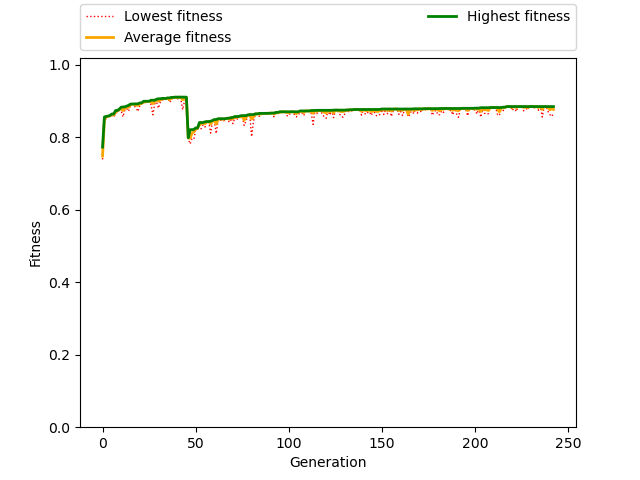 Lowest fitness
Average fitness
Highest fitness
1.0
0.8
0.6
0.4
0.2
0.0
Fitness
0 50 100 150 200 250
Generation